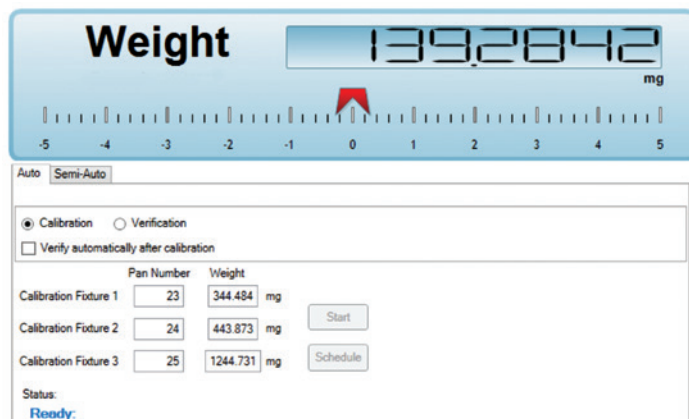 Weight 139.2842
mg
-5 -4 -3 -2 -1 0 1 2 3 4 5
Auto Semi-Auto
Calibration Verification
Verify automatically after calibration
Pan Number Weight
Calibration Fixture 1 23 344.484 mg
Start
Calibration Fixture 2 24 443.873 mg
Calibration Fixture 3 25 1244.731 mg Schedule
Status:
Ready: